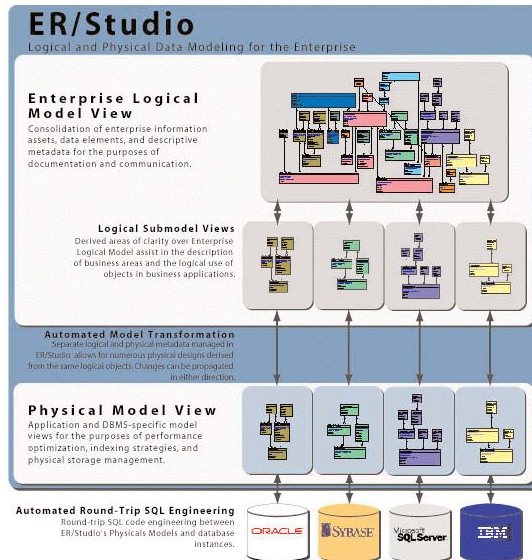 ER/Studio
Logical and Physical Data Modeling for the Enterprise
Enterprise Logical
Model View
Consolidation of enterprise information
assets, data elements, and descriptive
metadata for the purposes of
documentation and communication.
Logical Submodel Views
Derived areas of clarity over Enterprise
Logical Model assist in the description
of business areas and the logical use of
objects in business applications.
Automated Model Transformation
Separate logical and physical metadata managed in
ER/Studio allows for numerous physical designs derived
from the same logical objects. Changes can be propagated
in either direction.
Physical Model View
Application and DBMS-specific model
views for the purposes of performance
optimization, indexing strategies, and
physical storage management.
Automated Round-Trip SQL Engineering
Round-trip SQL code engineering between
ER/Studio's Physicals Models and database
instances.
ORACLE
SYBASE
Microsoft
SQL Server
IBM